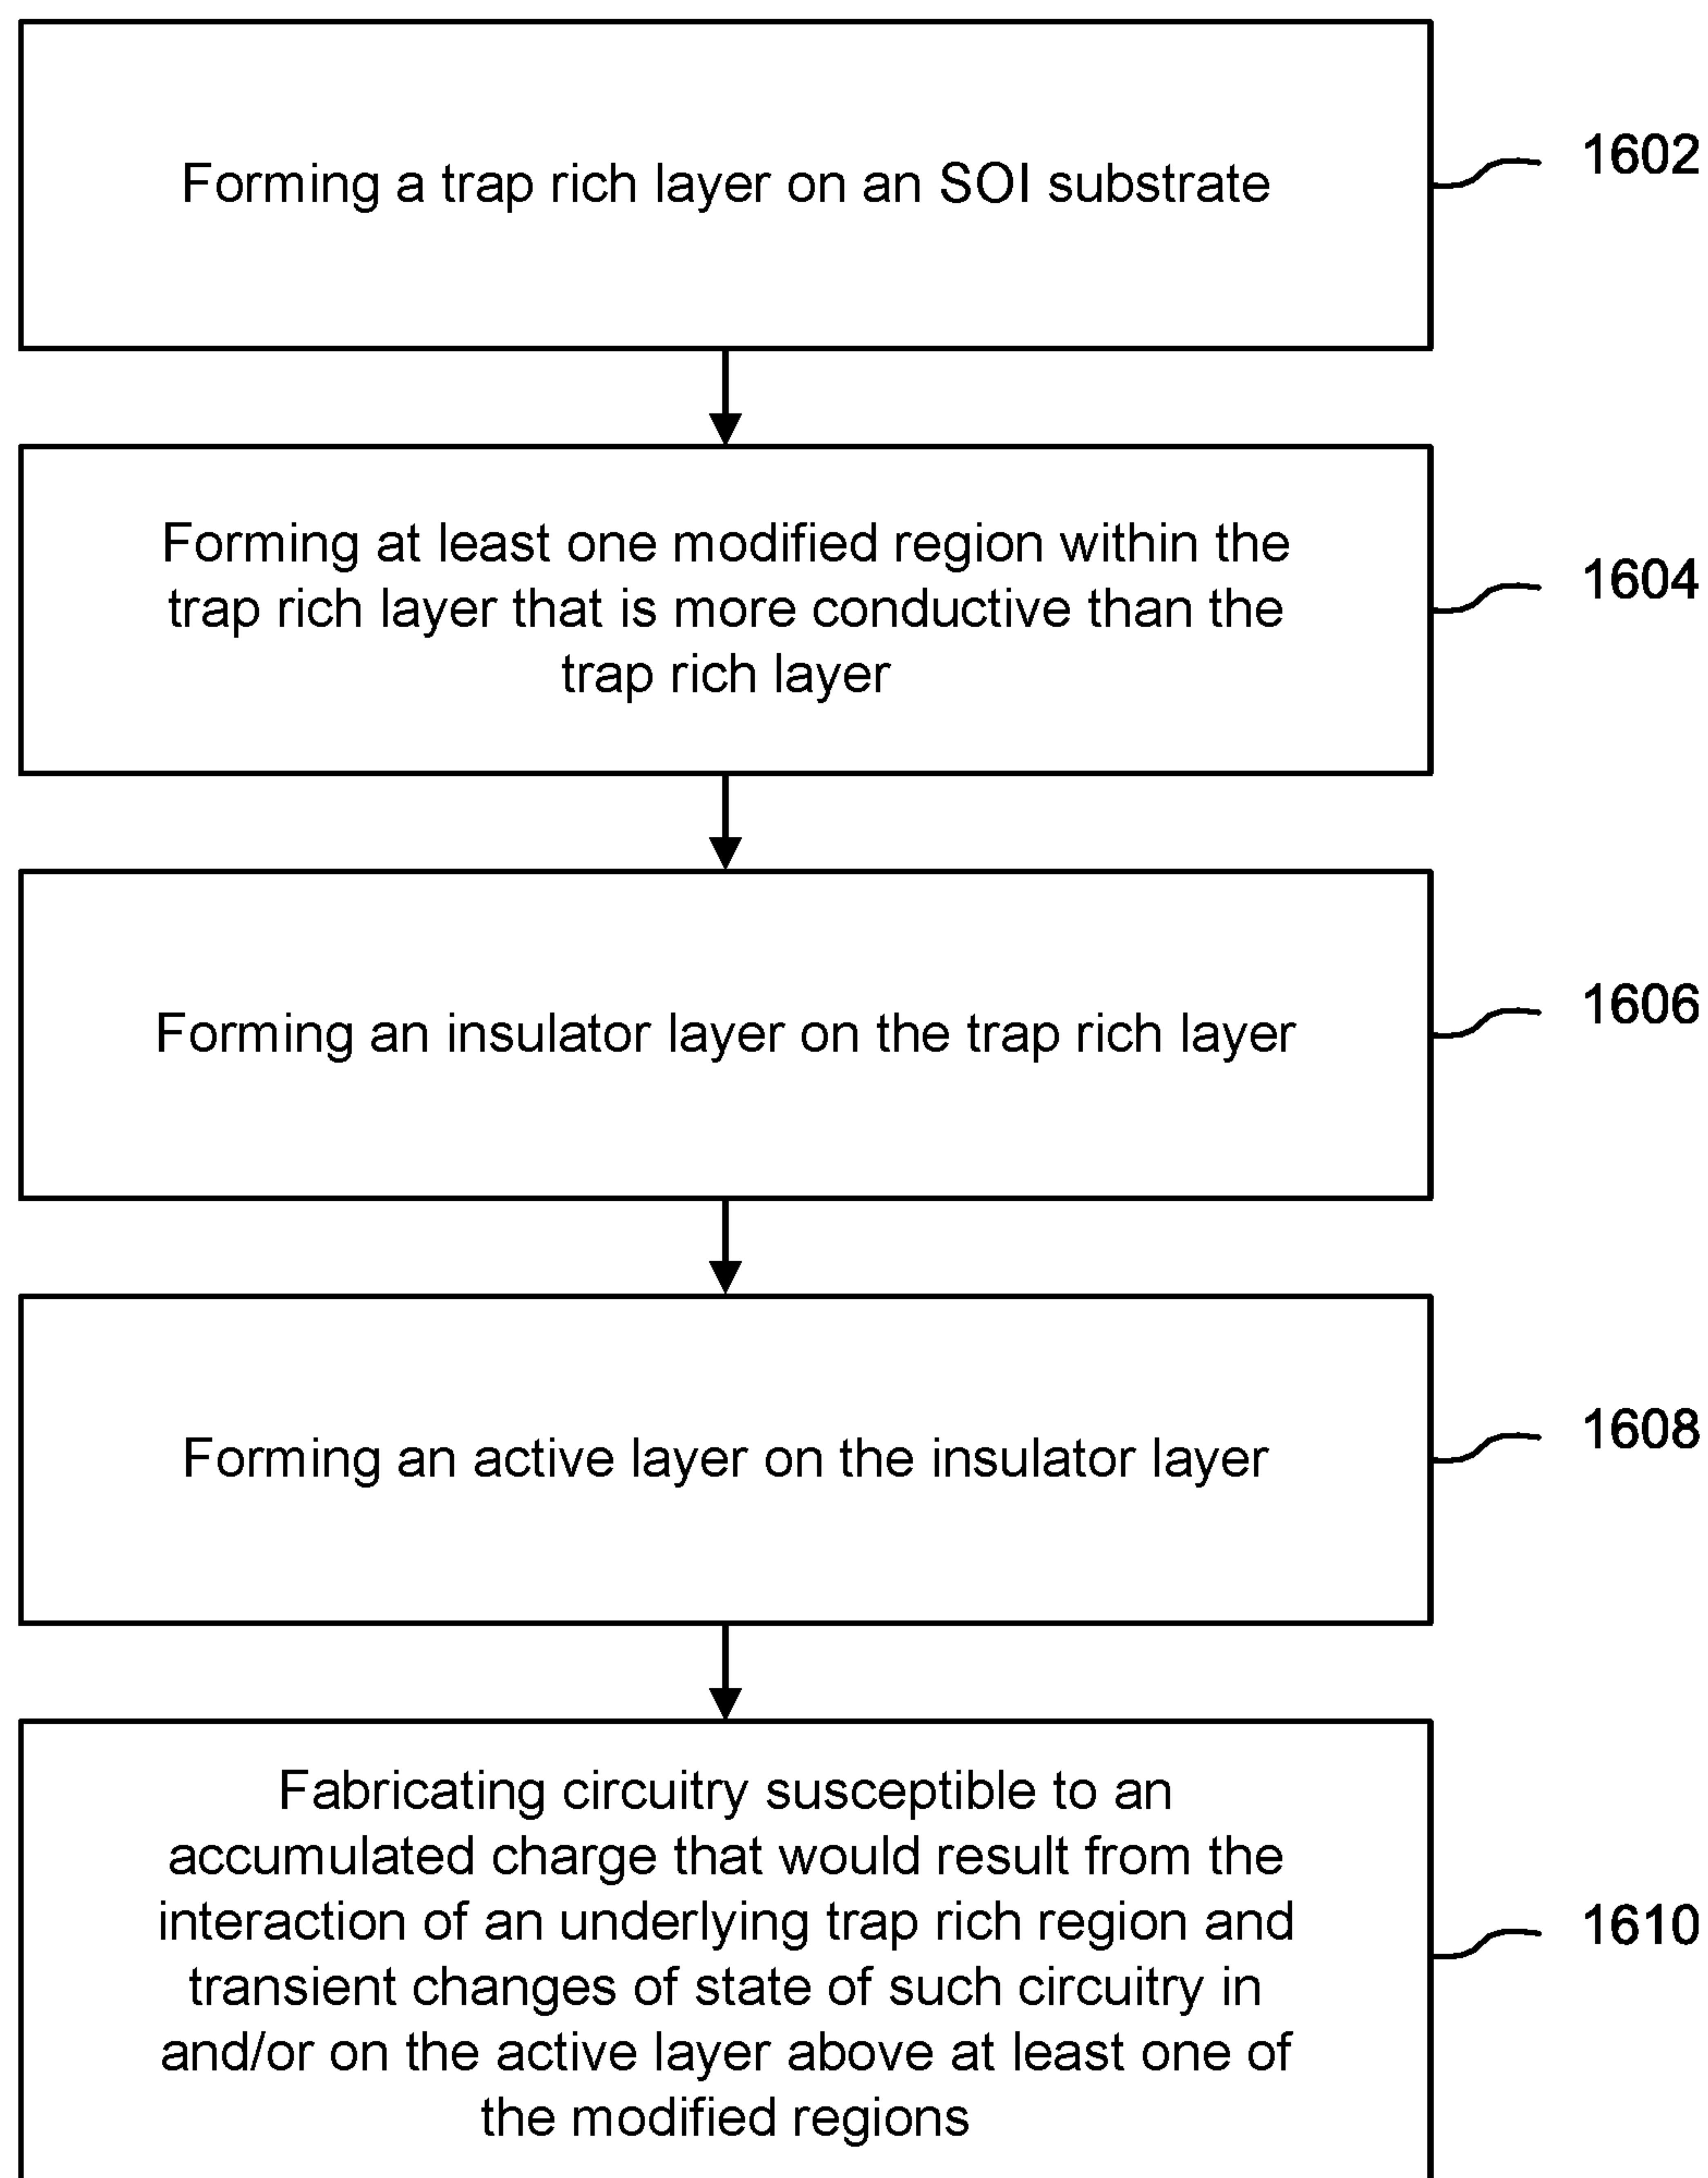 Forming a trap rich layer on an SOI substrate
1602
Forming at least one modified region within the
trap rich layer that is more conductive than the
trap rich layer
1604
Forming an insulator layer on the trap rich layer
1606
Forming an active layer on the insulator layer
1608
Fabricating circuitry susceptible to an
accumulated charge that would result from the
interaction of an underlying trap rich region and
transient changes of state of such circuitry in
and/or on the active layer above at least one of
the modified regions
1610